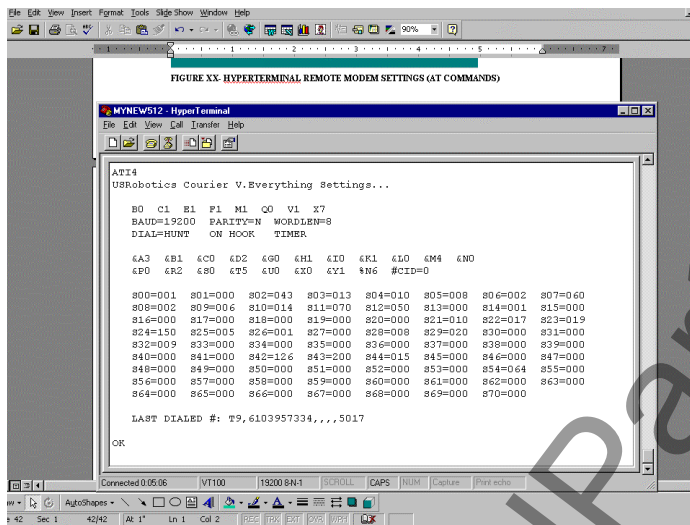 File Edit View Insert Format Tools Slide Show Window Help
90%
1 1 2 3 4 5 7
FIGURE XX- HYPERTERMINAL REMOTE MODEM SETTINGS (AT COMMANDS)
MYNEW512 - HyperTerminal
File Edit View Call Transfer Help
ATI4
USRobotics Courier V.Everything Settings...
B0 C1 E1 F1 M1 Q0 V1 X7
BAUD=19200 PARITY=N WORDLEN=8
DIAL=HUNT ON HOOK TIMER
&A3 &B1 &C0 &D2 &G0 &H1 &I0 &K1 &L0 &M4 &N0
&P0 &R2 &S0 &T5 &U0 &X0 &Y1 %N6 #CID=0
S00=001 S01=000 S02=043 S03=013 S04=010 S05=008 S06=002 S07=060
S08=002 S09=006 S10=014 S11=070 S12=050 S13=000 S14=001 S15=000
S16=000 S17=000 S18=000 S19=000 S20=000 S21=010 S22=017 S23=019
S24=150 S25=005 S26=001 S27=000 S28=008 S29=020 S30=000 S31=000
S32=009 S33=000 S34=000 S35=000 S36=000 S37=000 S38=000 S39=000
S40=000 S41=000 S42=126 S43=200 S44=015 S45=000 S46=000 S47=000
S48=000 S49=000 S50=000 S51=000 S52=000 S53=000 S54=064 S55=000
S56=000 S57=000 S58=000 S59=000 S60=000 S61=000 S62=000 S63=000
S64=000 S65=000 S66=000 S67=000 S68=000 S69=000 S70=000
LAST DIALED #: T9,6103957334,,,,5017
OK
Connected 0:05:06 VT100 19200 8-N-1 SCROLL CAPS NUM Capture Print echo
AutoShapes
42 Sec 1 42/42 At 1" Ln 1 Col 2 REC TRK EXT OVR WPH